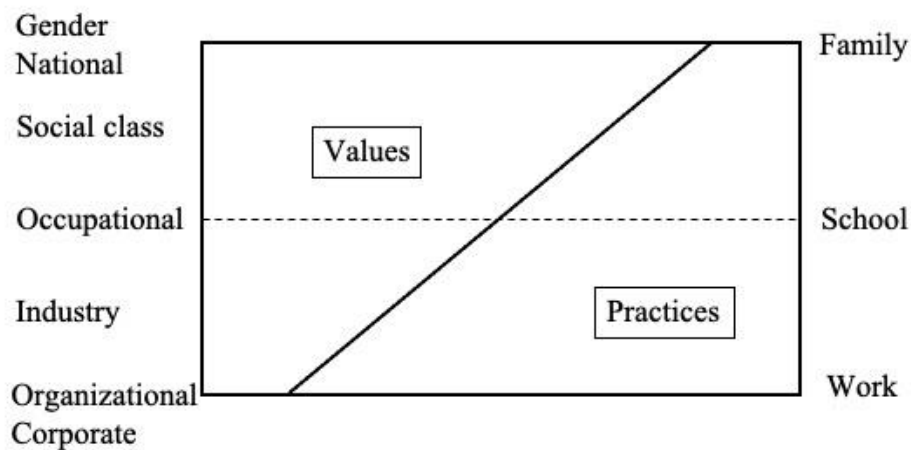 Gender
National
Family
Social class
Values
Occupational
School
Industry
Practices
Organizational
Corporate
Work